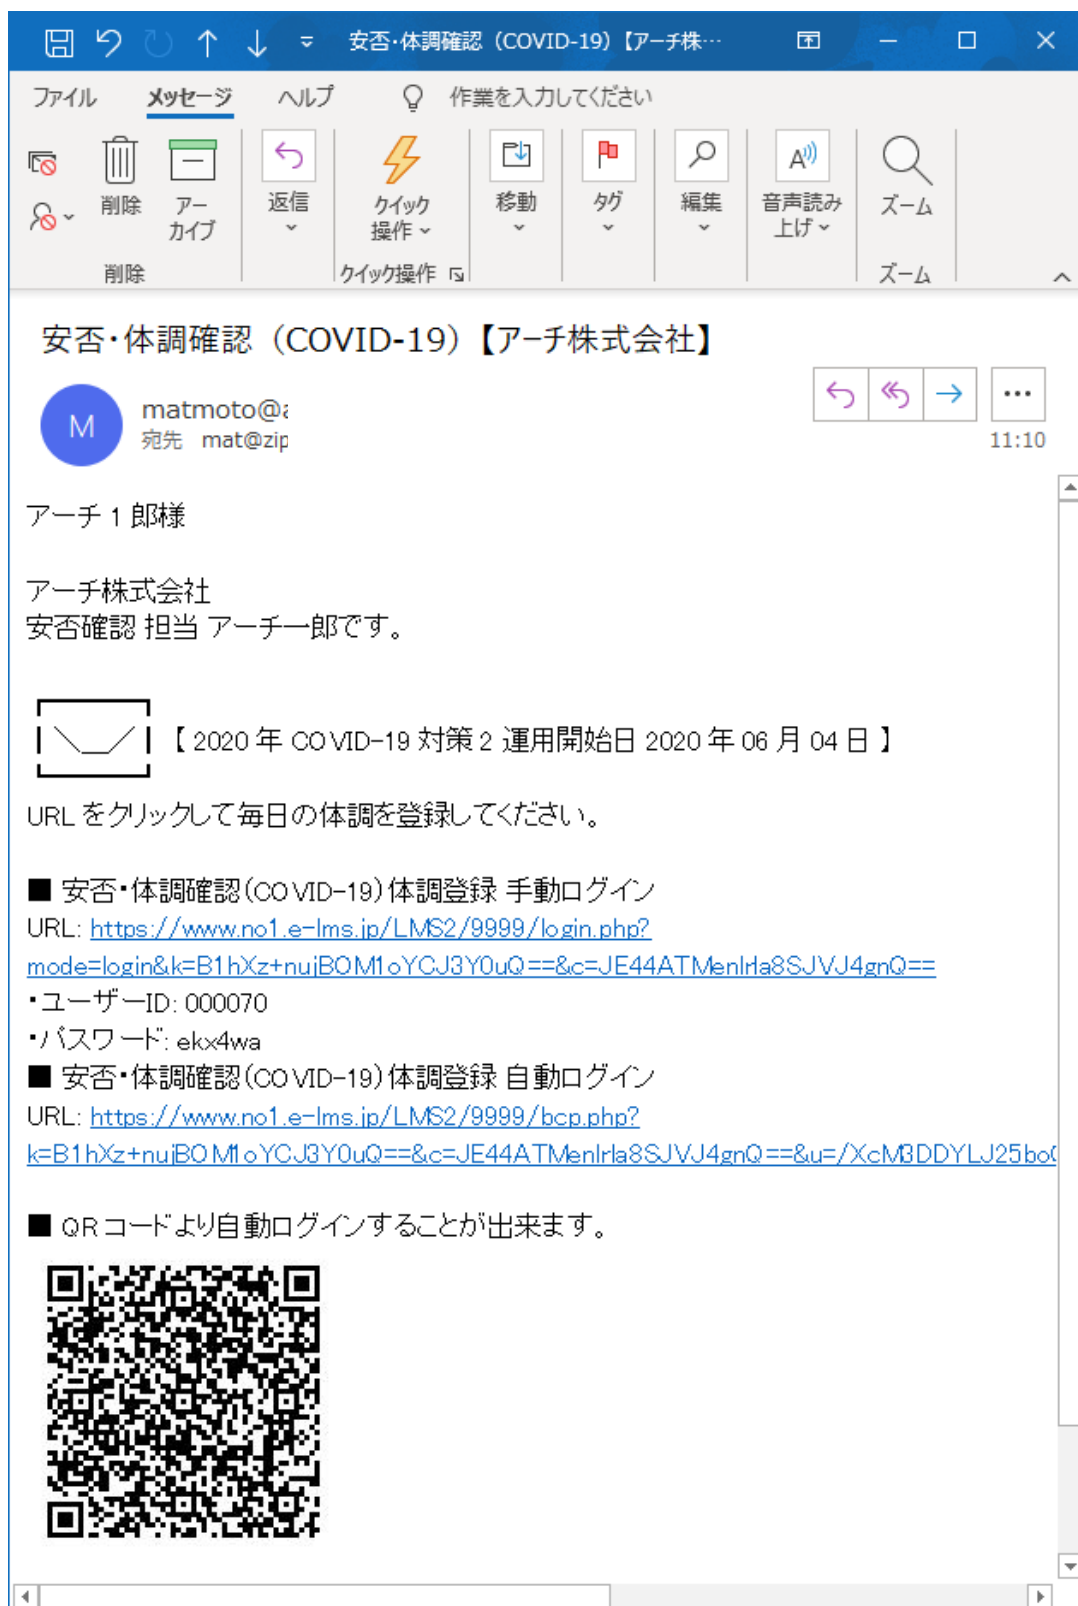 安否・体調確認（COVID-19）【アーチ株…
ファイル メッセージ ヘルプ 作業を入力してください
削除 アーカイブ 返信 クイック操作 移動 タグ 編集 音声読み上げ ズーム
削除 クイック操作 ズーム
安否・体調確認（COVID-19）【アーチ株式会社】
M
matmoto@a
宛先 mat@zip
11:10
アーチ 1 郎様
アーチ株式会社
安否確認 担当 アーチ一郎です。
【 2020 年 COVID-19 対策 2 運用開始日 2020 年 06 月 04 日 】
URL をクリックして毎日の体調を登録してください。
■ 安否・体調確認(COVID-19)体調登録 手動ログイン
URL: https://www.no1.e-lms.jp/LMS2/9999/login.php?
mode=login&k=B1hXz+nujBOM1oYCJ3Y0uQ==&c=JE44ATMenIrIa8SJVJ4gnQ==
・ユーザーID: 000070
・パスワード: ekx4wa
■ 安否・体調確認(COVID-19)体調登録 自動ログイン
URL: https://www.no1.e-lms.jp/LMS2/9999/bcp.php?
k=B1hXz+nujBOM1oYCJ3Y0uQ==&c=JE44ATMenIrIa8SJVJ4gnQ==&u=/XcM3DDYLJ25bo
■ QR コードより自動ログインすることが出来ます。